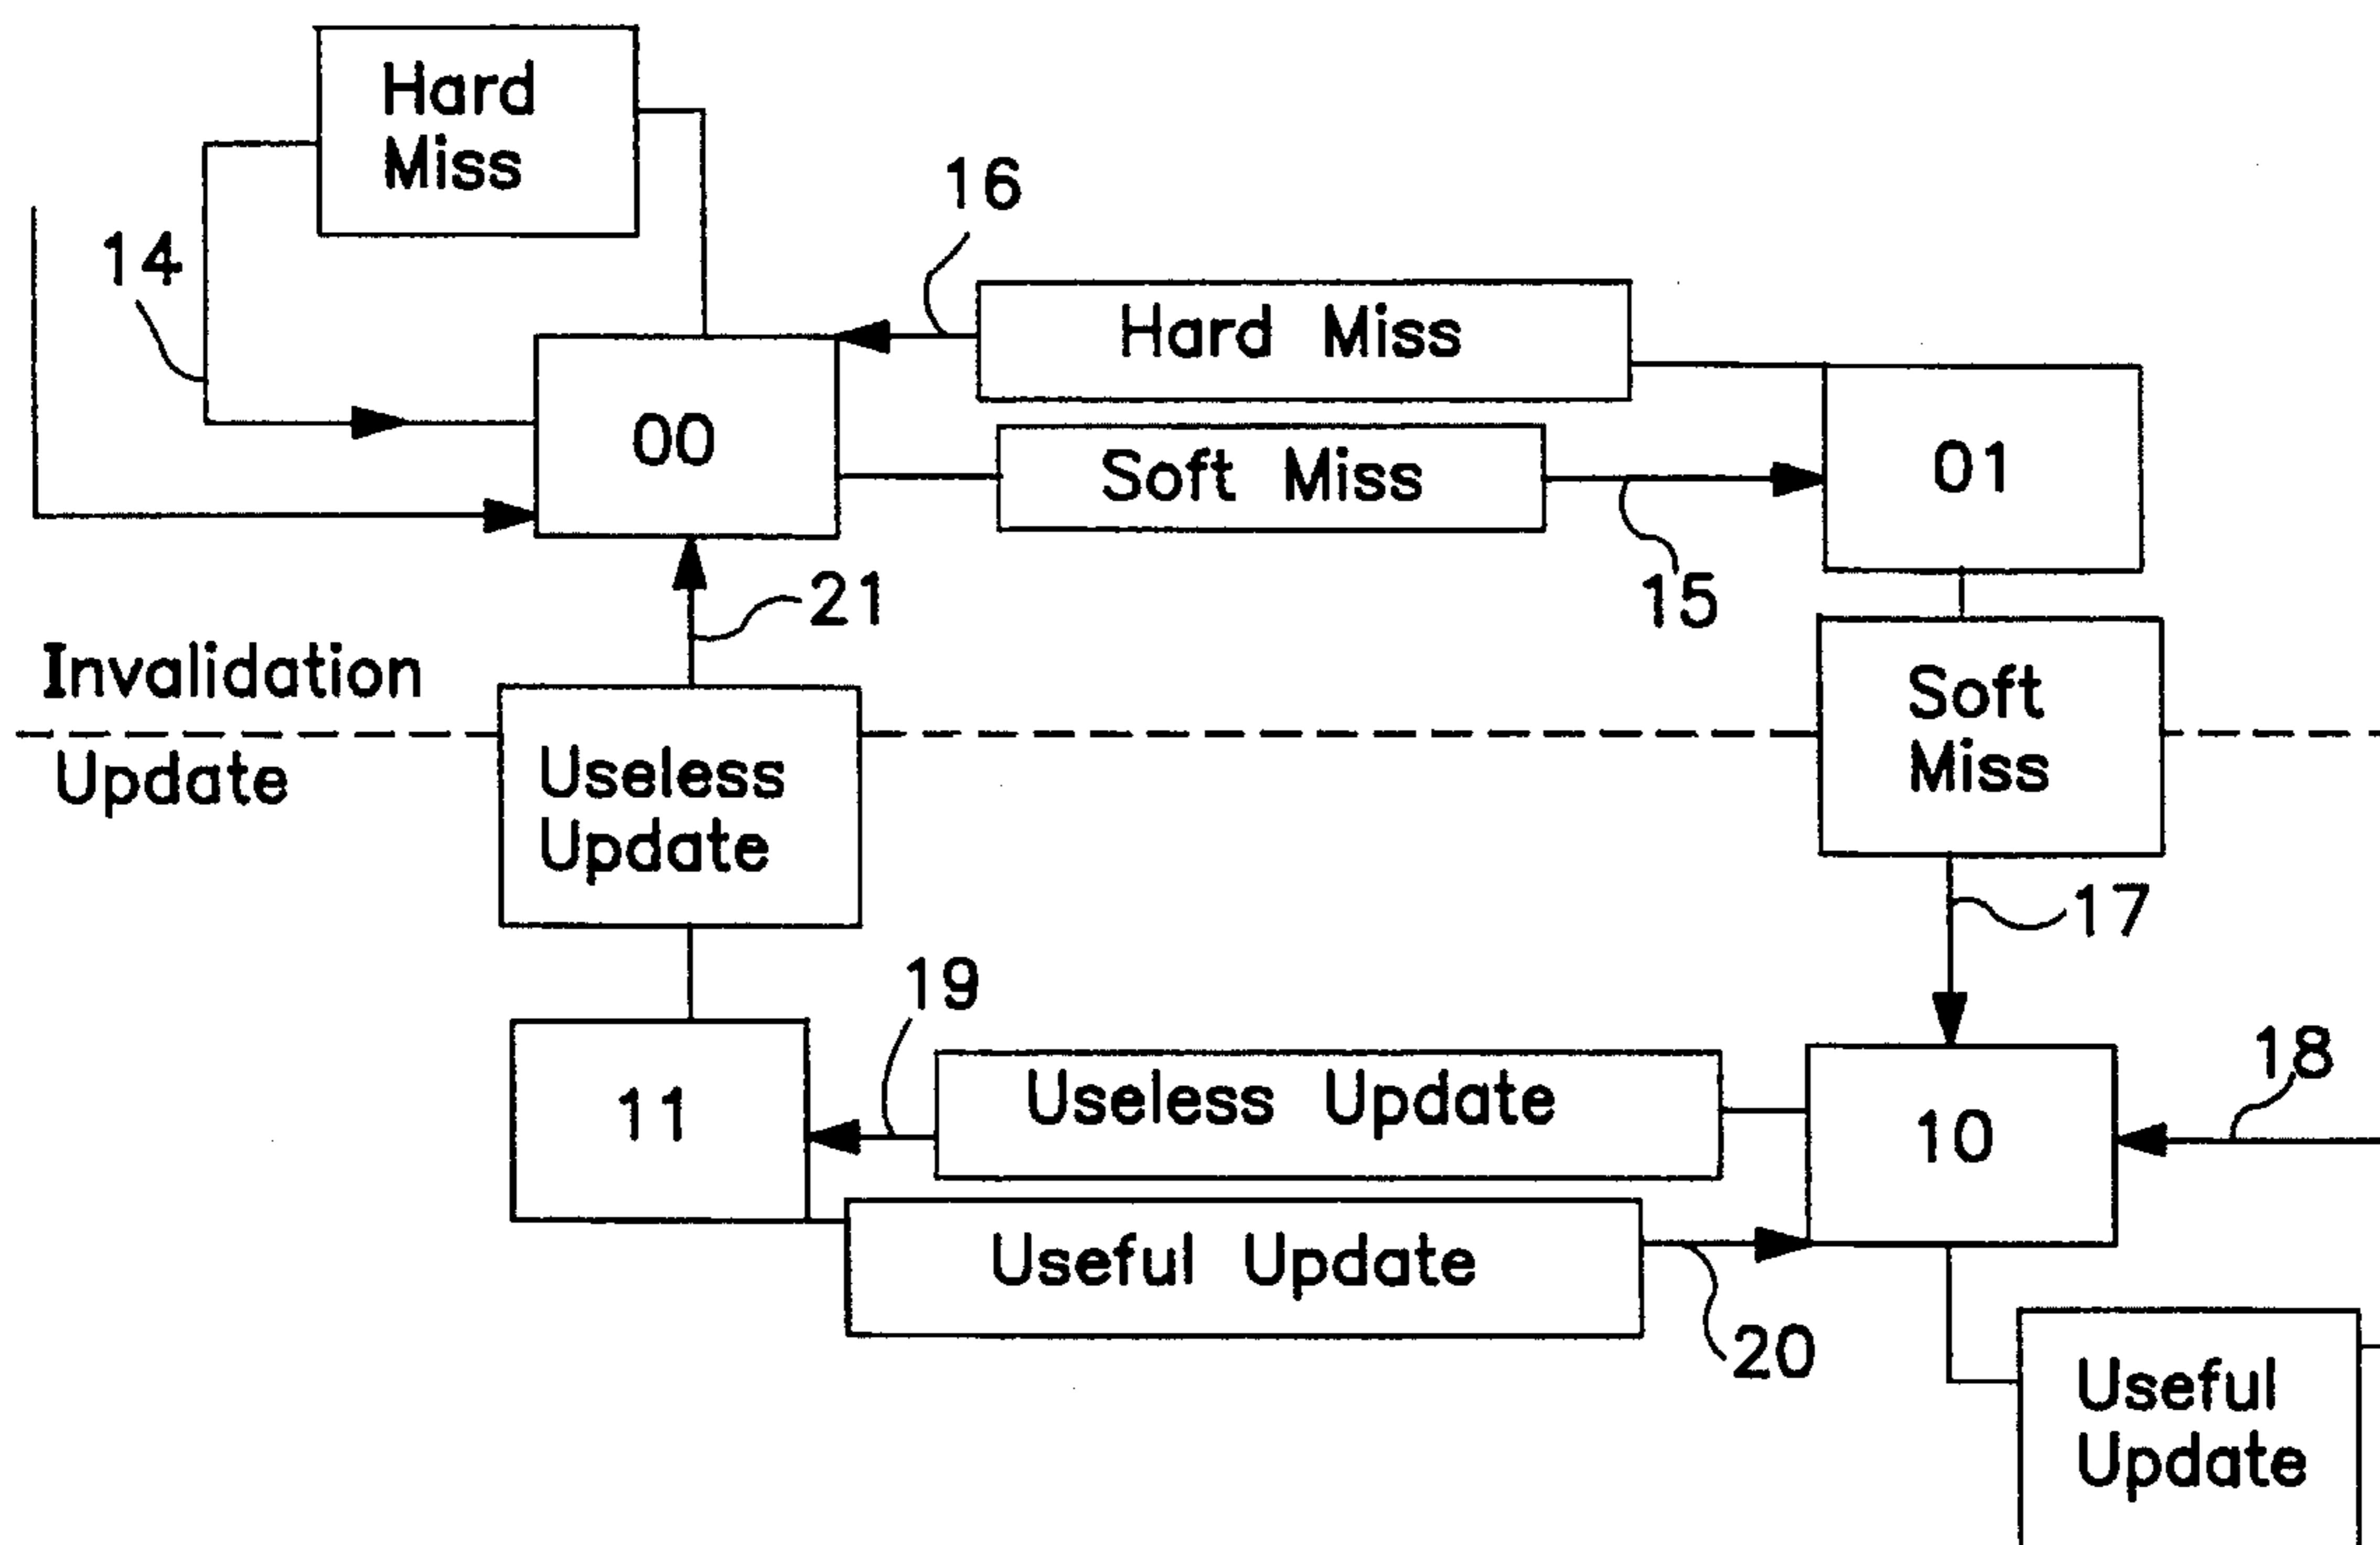 Hard
Miss
16
14
Hard Miss
00
Soft Miss
01
15
21
Invalidation
Update
Soft
Miss
Useless
Update
17
19
18
Useless Update
11
10
Useful Update
20
Useful
Update